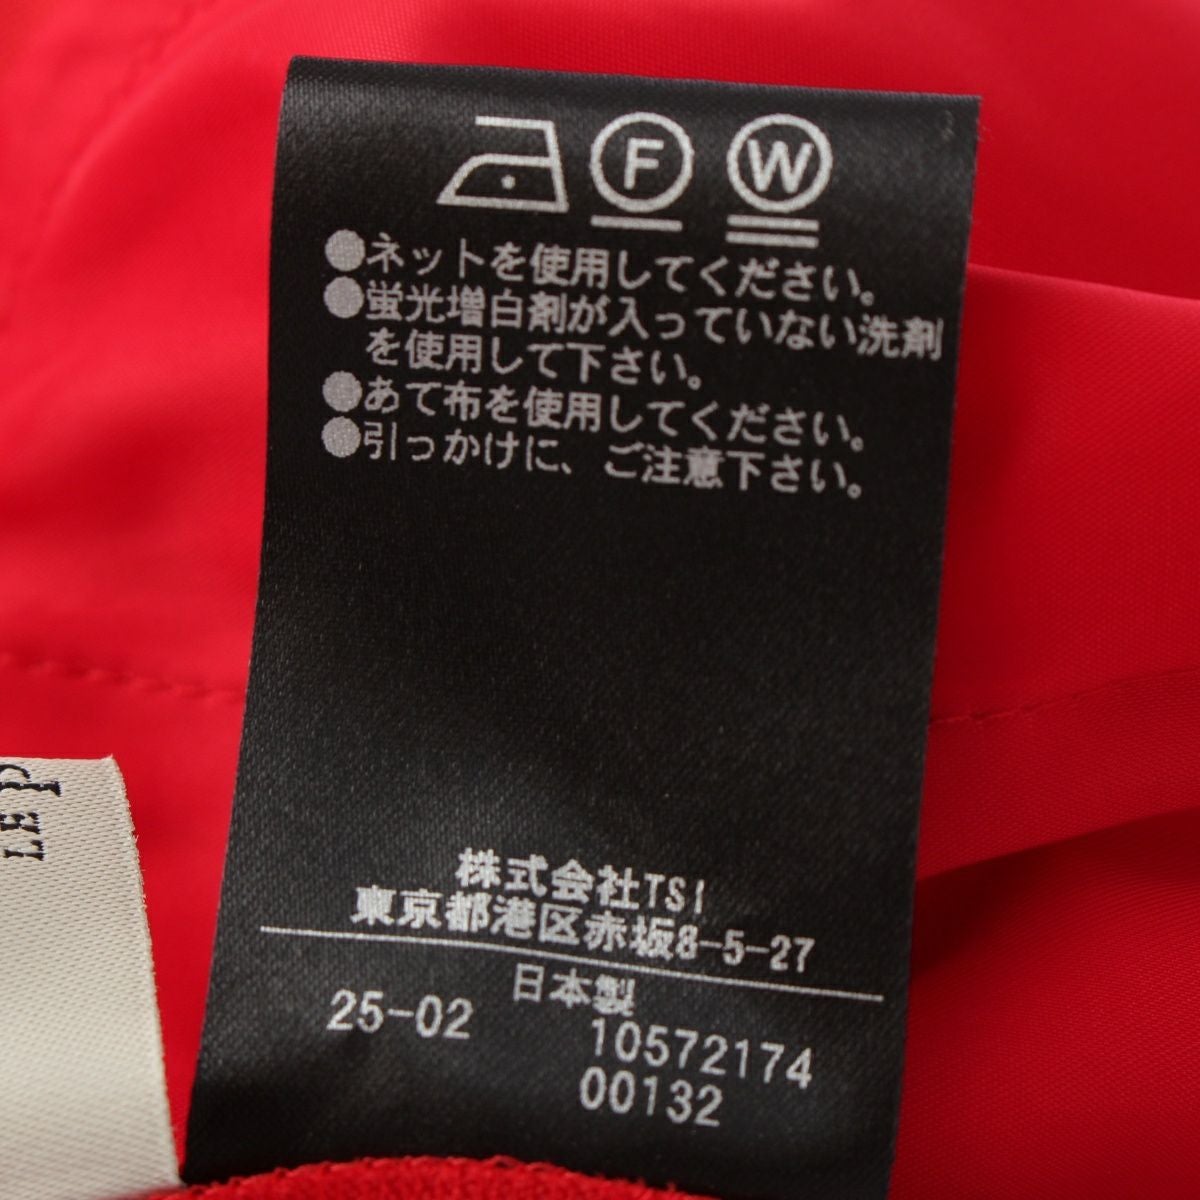 F W
●ネットを使用してください。
●蛍光増白剤が入っていない洗剤
を使用して下さい。
●あて布を使用してください。
●引っかけに、ご注意下さい。
株式会社TSI
東京都港区赤坂8-5-27
日本製
25-02 10572174
00132
LE P